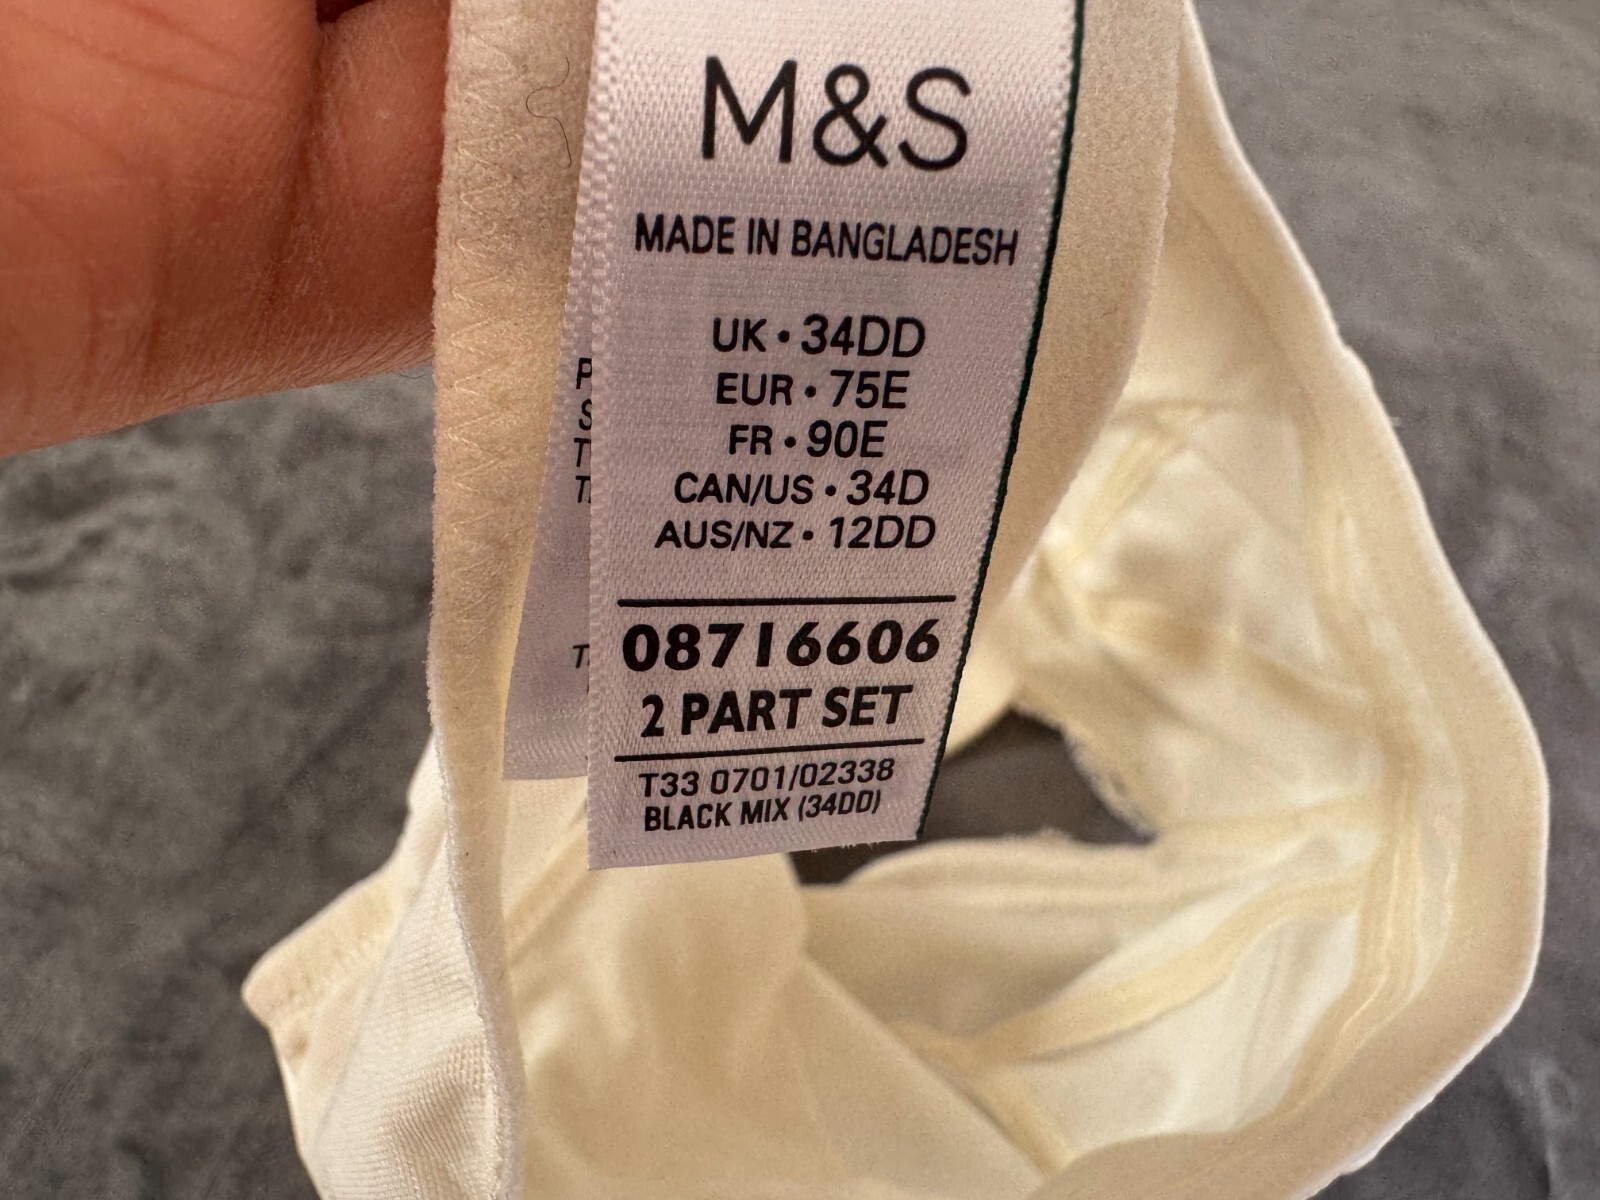 M&S
MADE IN BANGLADESH
UK • 34DD
EUR • 75E
FR • 90E
CAN/US • 34D
AUS/NZ • 12DD
08716606
2 PART SET
T33 0701/02338
BLACK MIX (34DD)